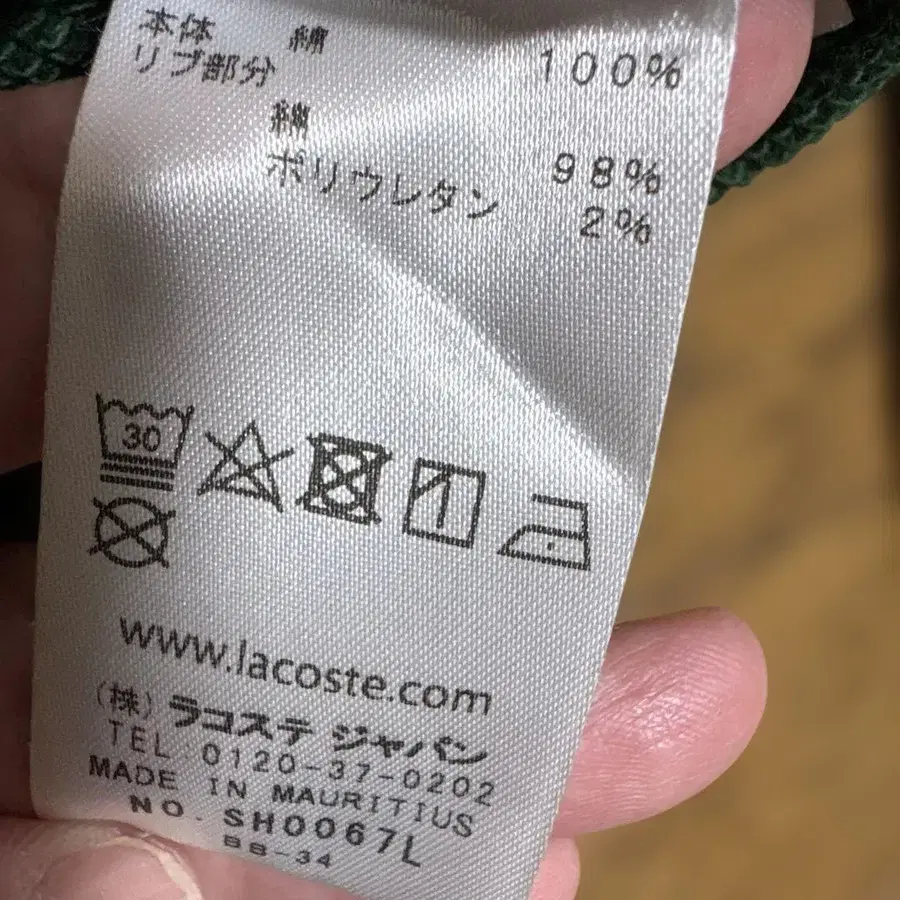 本体 綿 100%
リブ部分
綿 98%
ポリウレタン 2%
30
www.lacoste.com
(株) ラコステ ジャパン
TEL 0120-37-0202
MADE IN MAURITIUS
NO. SH0067L
BB-34